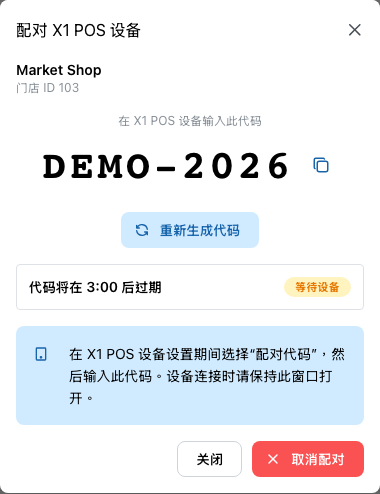 配对 X1 POS 设备
Market Shop
门店 ID 103
在 X1 POS 设备输入此代码
DEMO-2026
重新生成代码
代码将在 3:00 后过期
等待设备
在 X1 POS 设备设置期间选择“配对代码”，然
后输入此代码。设备连接时请保持此窗口打
开。
关闭
取消配对